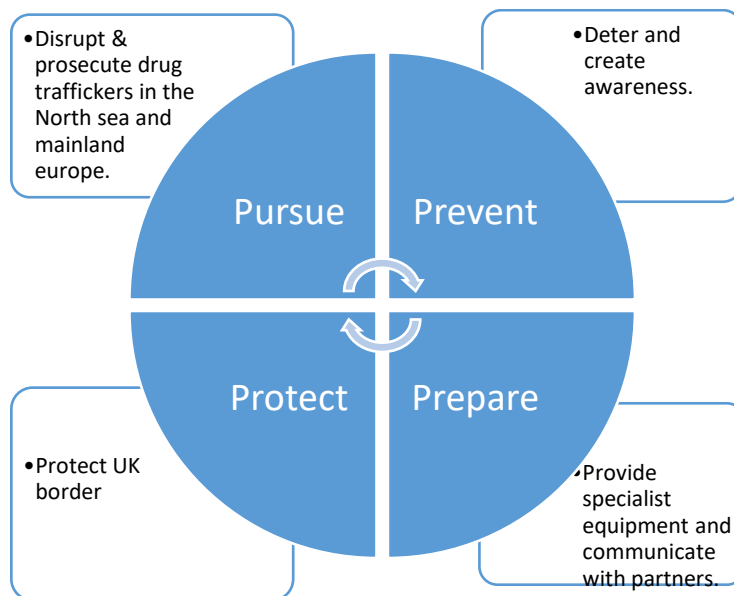 •Disrupt &
prosecute drug
traffickers in the
North sea and
mainland
europe.
•Deter and
create
awareness.
Pursue
Prevent
Protect
Prepare
•Protect UK
border
•Provide
specialist
equipment and
communicate
with partners.